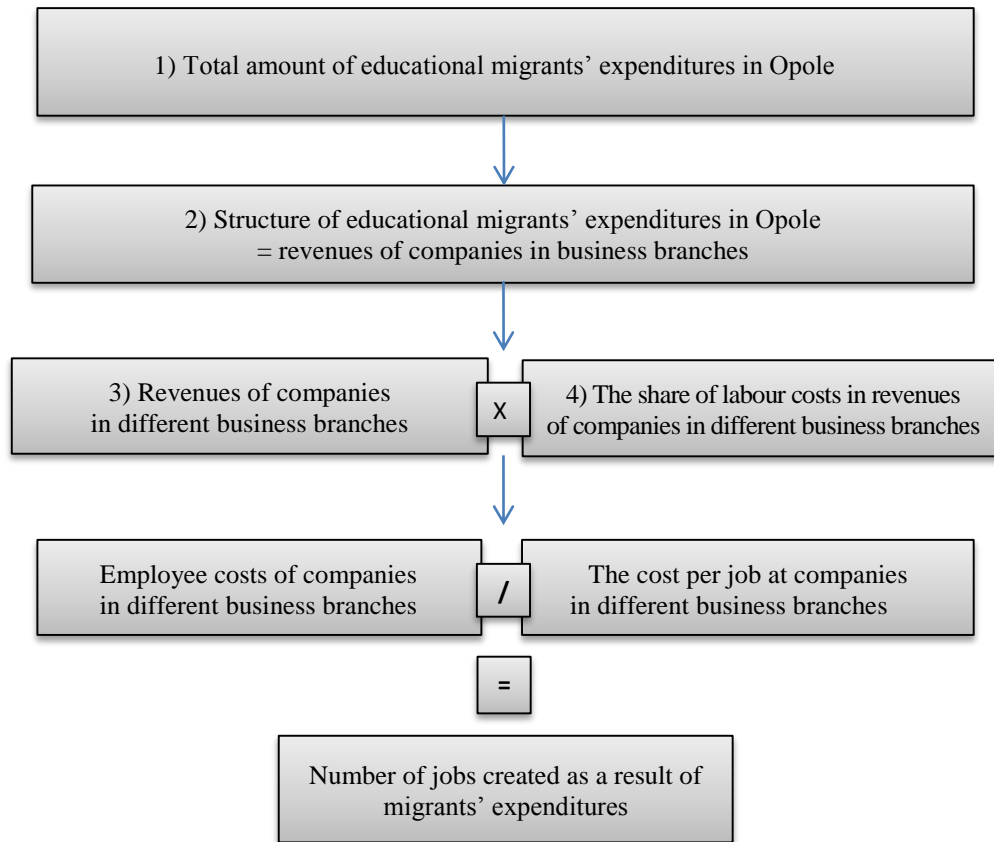 1) Total amount of educational migrants’ expenditures in Opole
2) Structure of educational migrants’ expenditures in Opole
= revenues of companies in business branches
3) Revenues of companies
in different business branches
X
4) The share of labour costs in revenues
of companies in different business branches
Employee costs of companies
in different business branches
/
The cost per job at companies
in different business branches
=
Number of jobs created as a result of
migrants’ expenditures